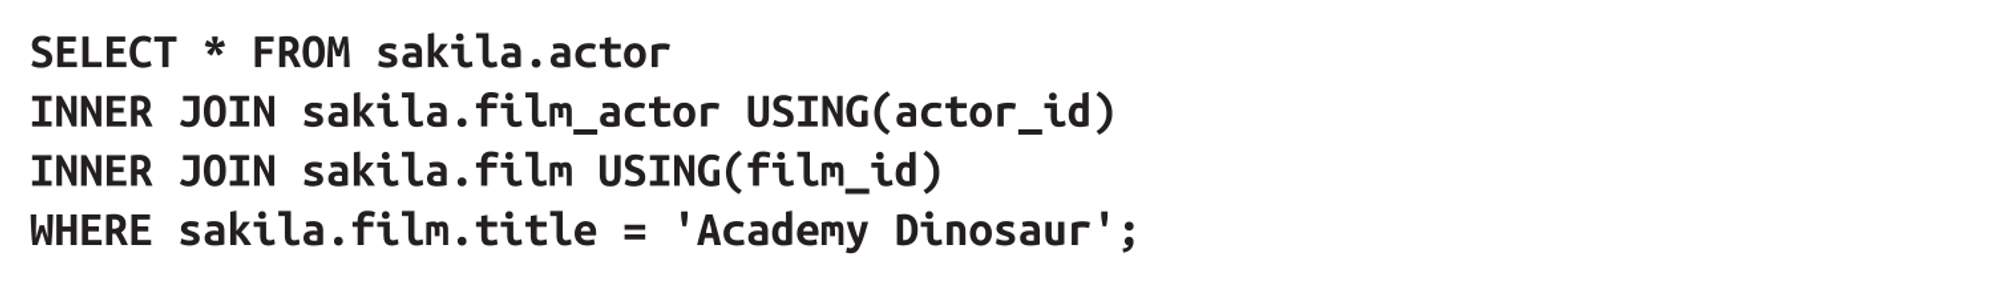 SELECT * FROM sakila.actor
INNER JOIN sakila.film_actor USING(actor_id)
INNER JOIN sakila.film USING(film_id)
WHERE sakila.film.title = 'Academy Dinosaur';